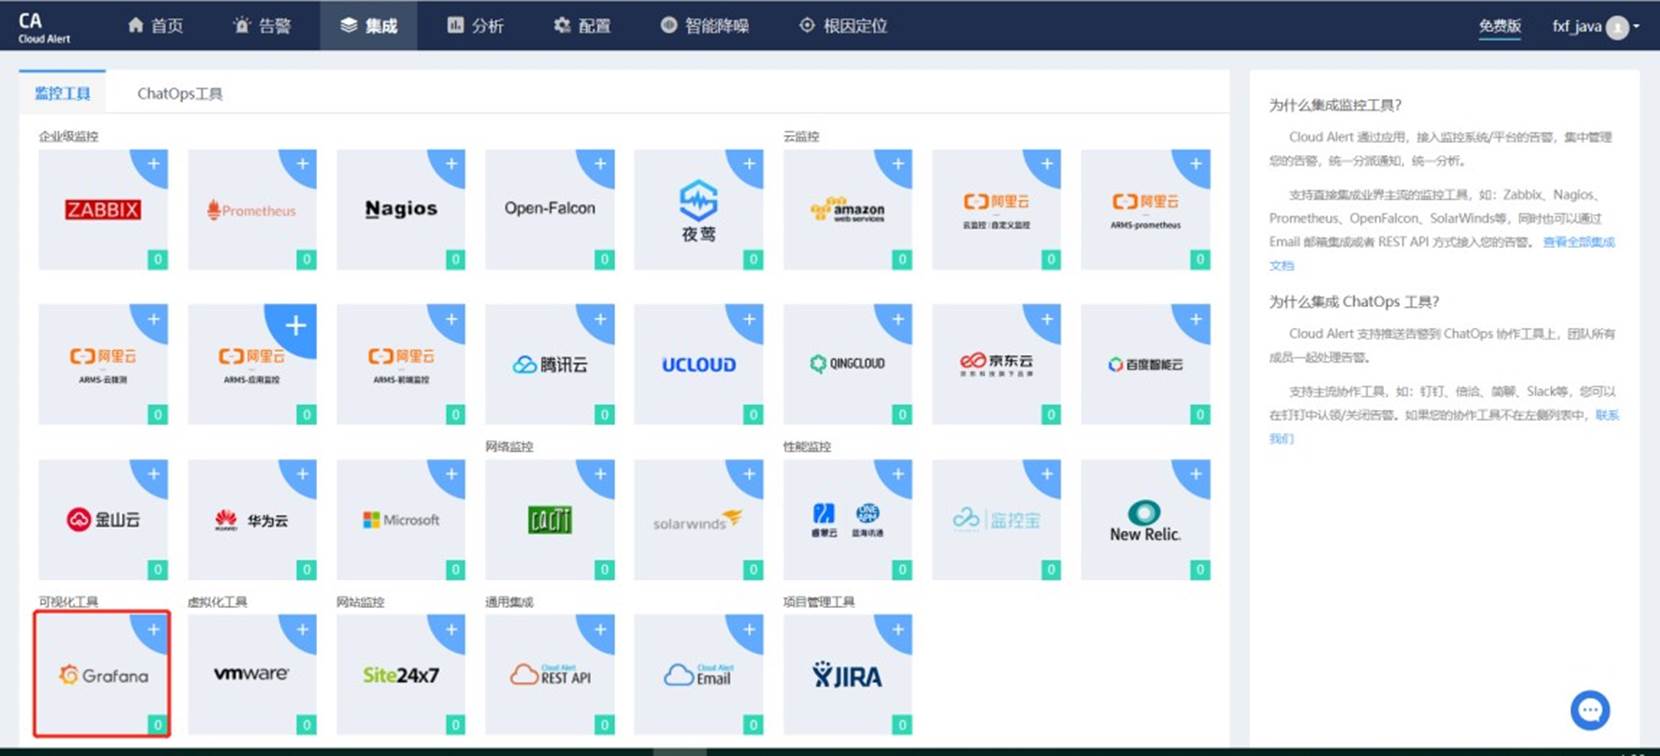 CA
Cloud Alert
首页
告警
集成
分析
配置
智能降噪
根因定位
免费版
fxf_java
监控工具
ChatOps工具
企业级监控
云监控
ZABBIX
Prometheus
Nagios
Open-Falcon
夜莺
amazon
web services
阿里云
云监控|自定义监控
阿里云
ARMS-prometheus
0
0
0
0
0
0
0
0
阿里云
ARMS-云拨测
阿里云
ARMS-应用监控
阿里云
ARMS-前端监控
腾讯云
UCLOUD
QINGCLOUD
京东云
京东科技旗下品牌
百度智能云
0
0
0
0
0
0
0
0
网络监控
性能监控
金山云
华为云
HUAWEI
Microsoft
cacti
solarwinds
睿象云
ONE APM
蓝海讯通
监控宝
New Relic.
0
0
0
0
0
0
0
0
可视化工具
虚拟化工具
网站监控
通用集成
项目管理工具
Grafana
vmware
Site24x7
Cloud Alert
REST API
Cloud Alert
Email
JIRA
0
0
0
0
0
0
为什么集成监控工具?
Cloud Alert 通过应用，接入监控系统/平台的告警，集中管理
您的告警，统一分派通知，统一分析。
支持直接集成业界主流的监控工具，如：Zabbix、Nagios、
Prometheus、OpenFalcon、SolarWinds等，同时也可以通过
Email 邮箱集成或者 REST API 方式接入您的告警。 查看全部集成
文档
为什么集成 ChatOps 工具?
Cloud Alert 支持推送告警到 ChatOps 协作工具上，团队所有
成员一起处理告警。
支持主流协作工具，如：钉钉、倍洽、简聊、Slack等，您可以
在钉钉中认领/关闭告警。如果您的协作工具不在左侧列表中，联系
我们